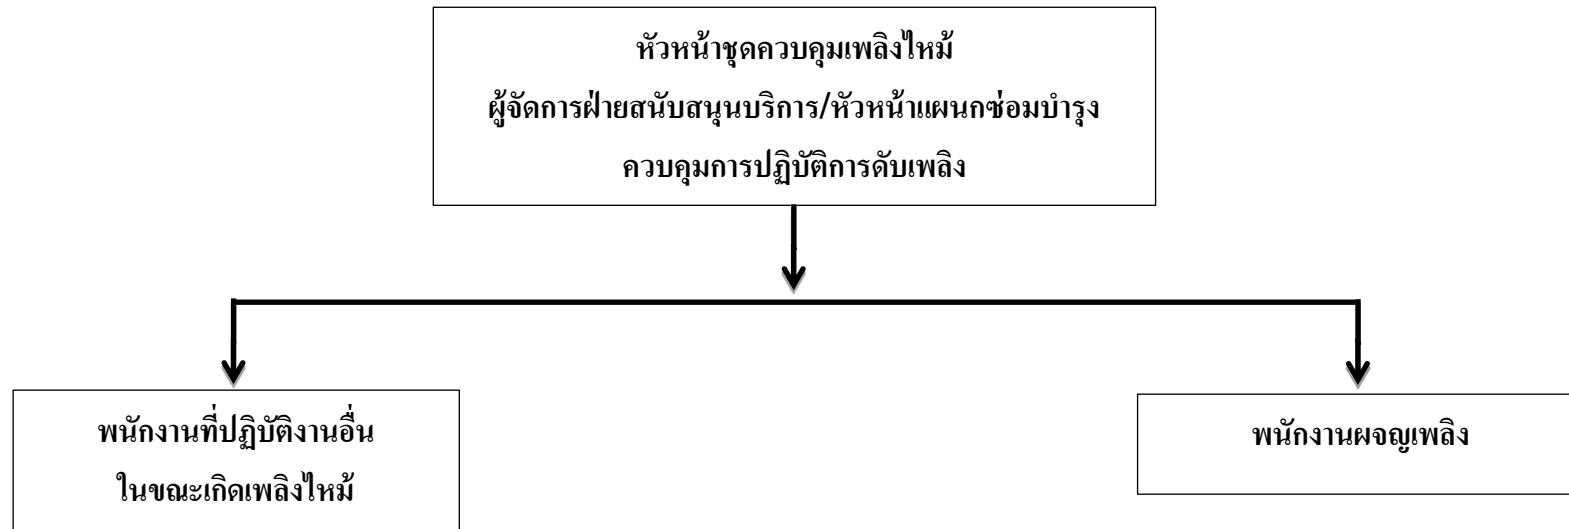 หัวหน้าชุดควบคุมเพลิงไหม้
ผู้จัดการฝ่ายสนับสนุนบริการ/หัวหน้าแผนกซ่อมบำรุง
ควบคุมการปฏิบัติการดับเพลิง
พนักงานที่ปฏิบัติงานอื่น
ในขณะเกิดเพลิงไหม้
พนักงานผจญเพลิง